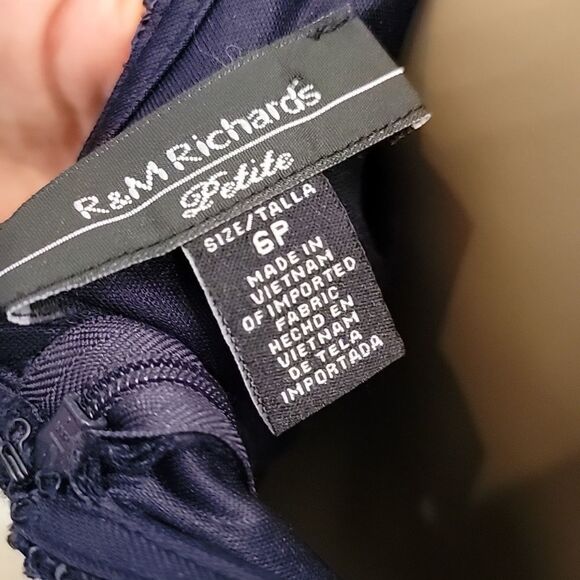 R&M Richards
Petite
SIZE/TALLA
6P
MADE IN
VIETNAM
OF IMPORTED
FABRIC
HECHO EN
VIETNAM
DE TELA
IMPORTADA